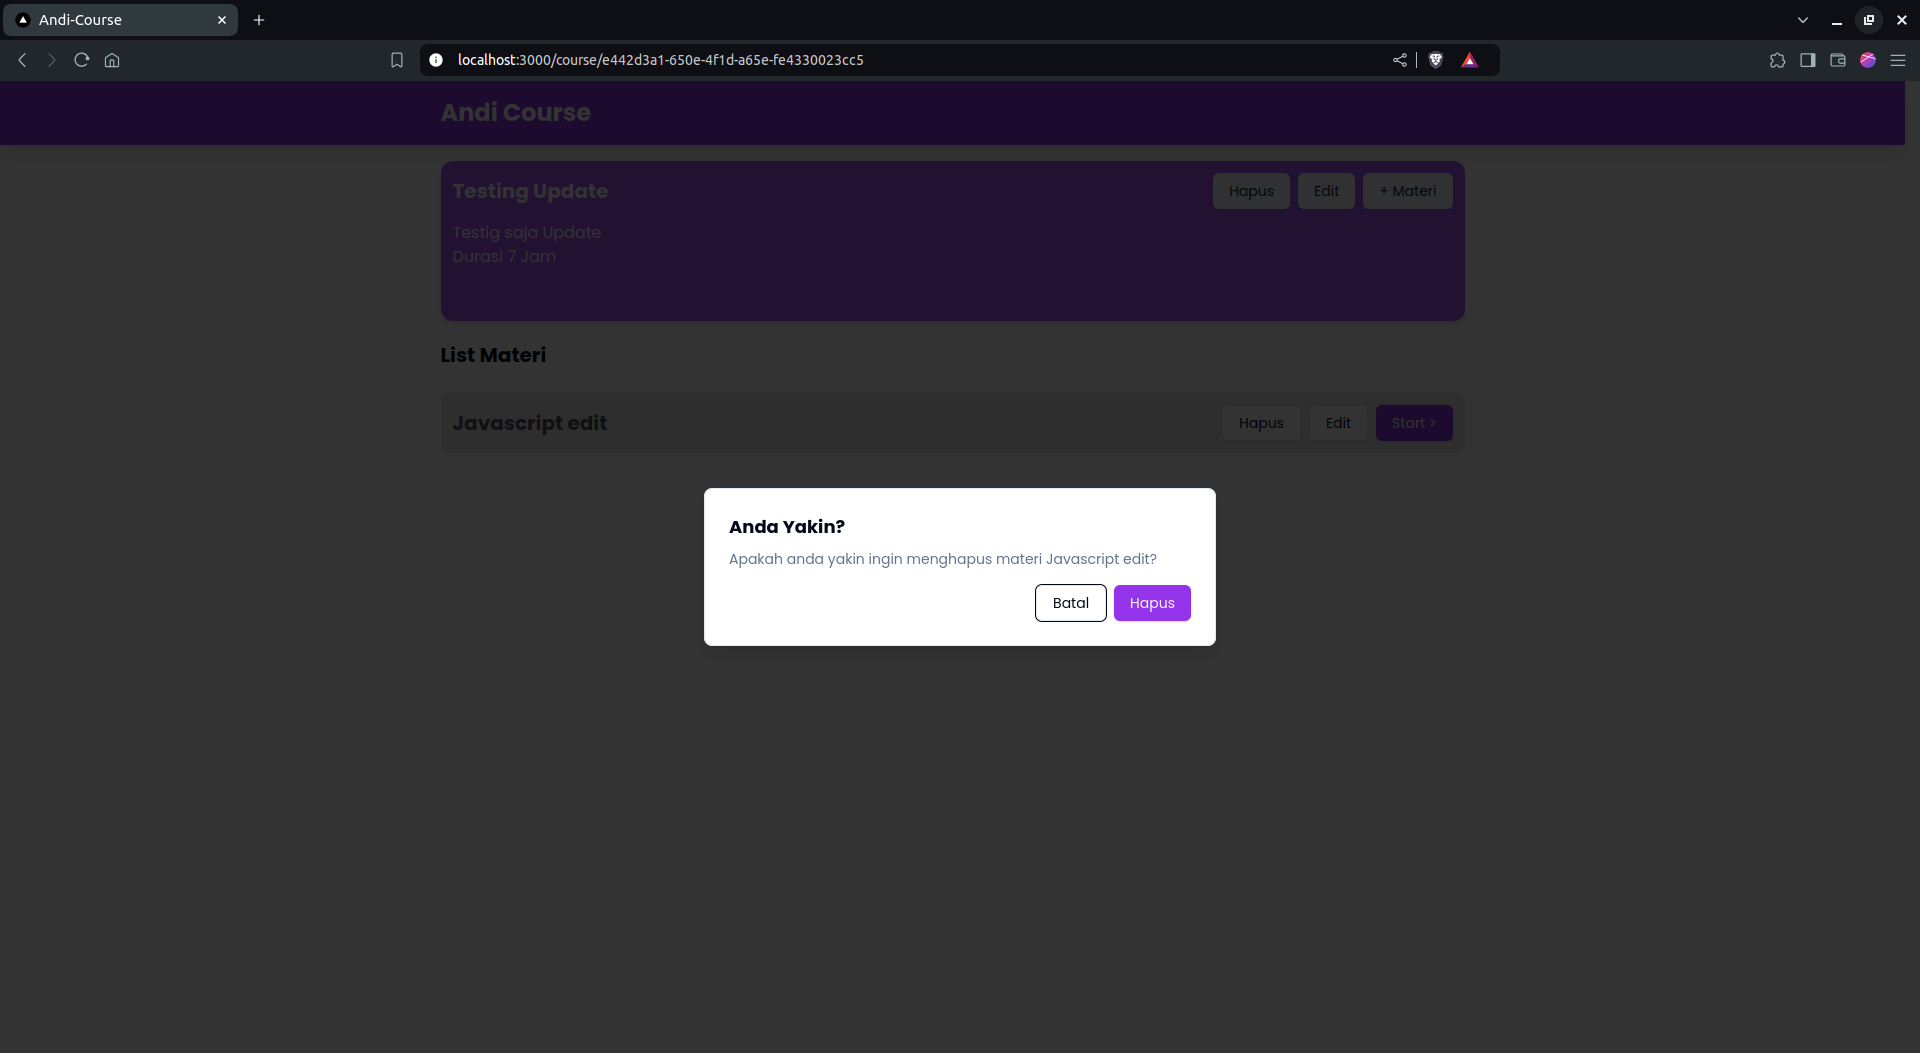 Andi-Course
localhost:3000/course/e442d3a1-650e-4f1d-a65e-fe4330023cc5
Andi Course
Testing Update
Hapus
Edit
+ Materi
Testig saja Update
Durasi 7 Jam
List Materi
Javascript edit
Hapus
Edit
Start >
Anda Yakin?
Apakah anda yakin ingin menghapus materi Javascript edit?
Batal
Hapus